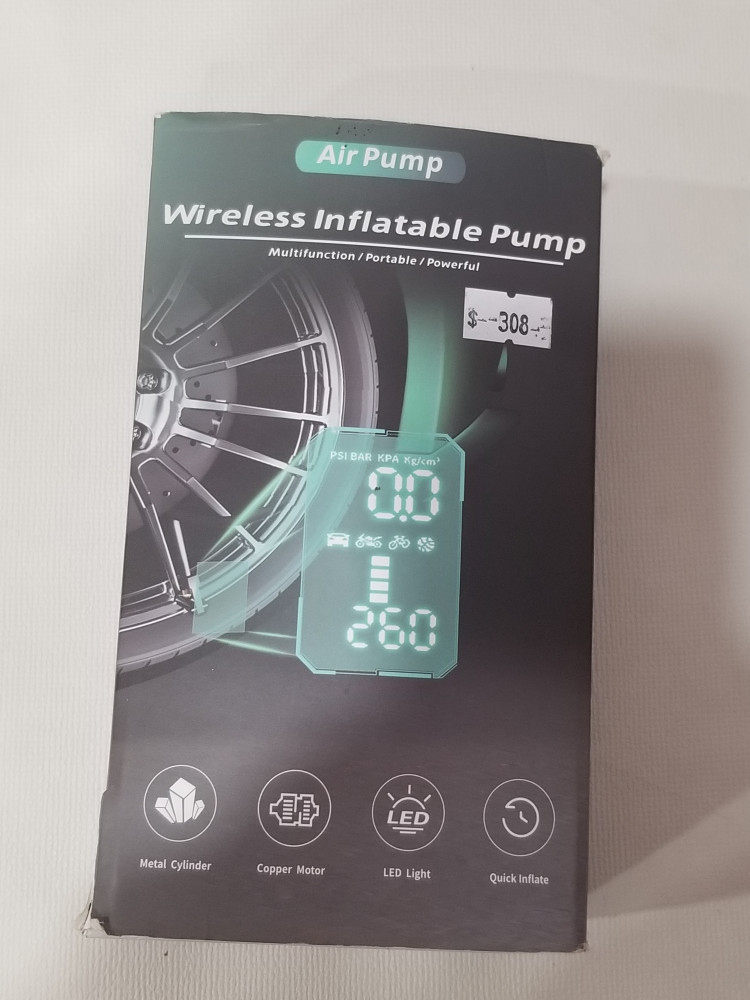 Air Pump
Wireless Inflatable Pump
Multifunction / Portable / Powerful
$--308-
PSI BAR KPA Kg/cm²
0.0
260
LED
Metal Cylinder
Copper Motor
LED Light
Quick Inflate